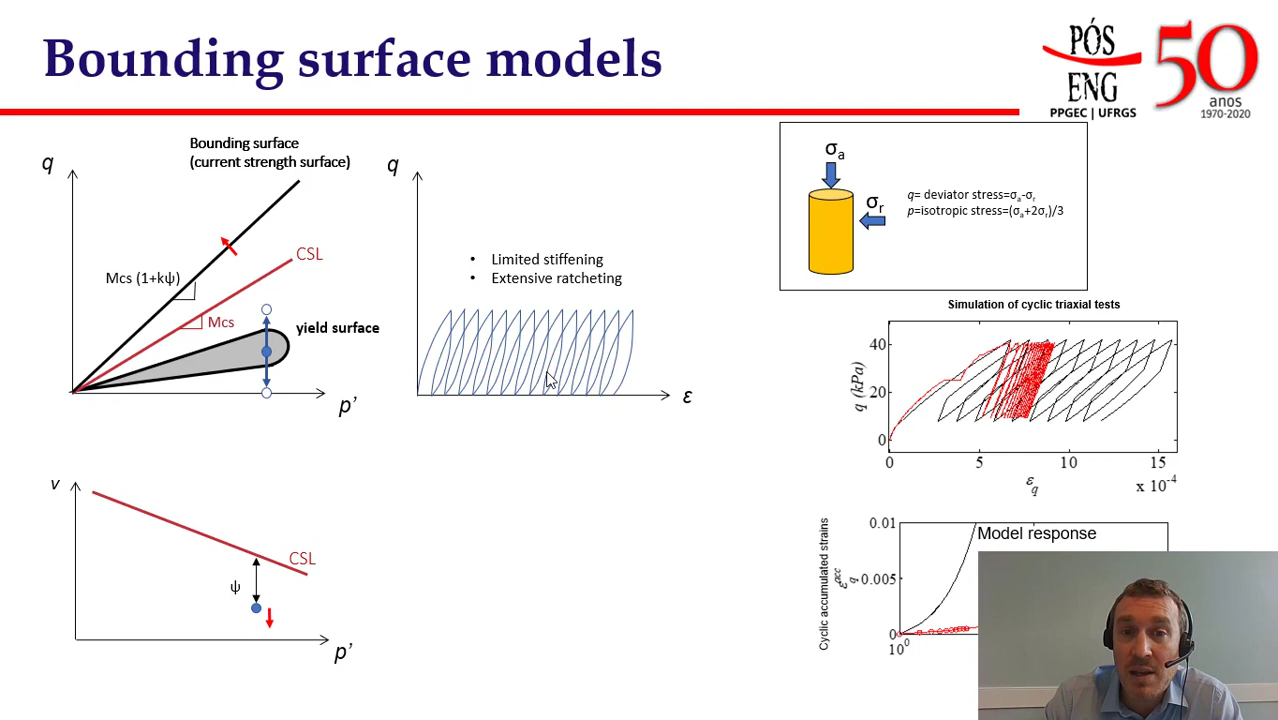 Bounding surface models
PÓS
ENG
PPGEC | UFRGS
50
anos
1970-2020
Bounding surface
(current strength surface)
q
CSL
Mcs (1+kψ)
Mcs
yield surface
p'
q
• Limited stiffening
• Extensive ratcheting
ε
σa
σr
q= deviator stress=σa-σr
p=isotropic stress=(σa+2σr)/3
Simulation of cyclic triaxial tests
q (kPa)
40
20
0
0 5 10 15
εq
x 10-4
v
CSL
ψ
p'
Cyclic accumulated strains
εq acc
0.01
0.005
0
100
Model response